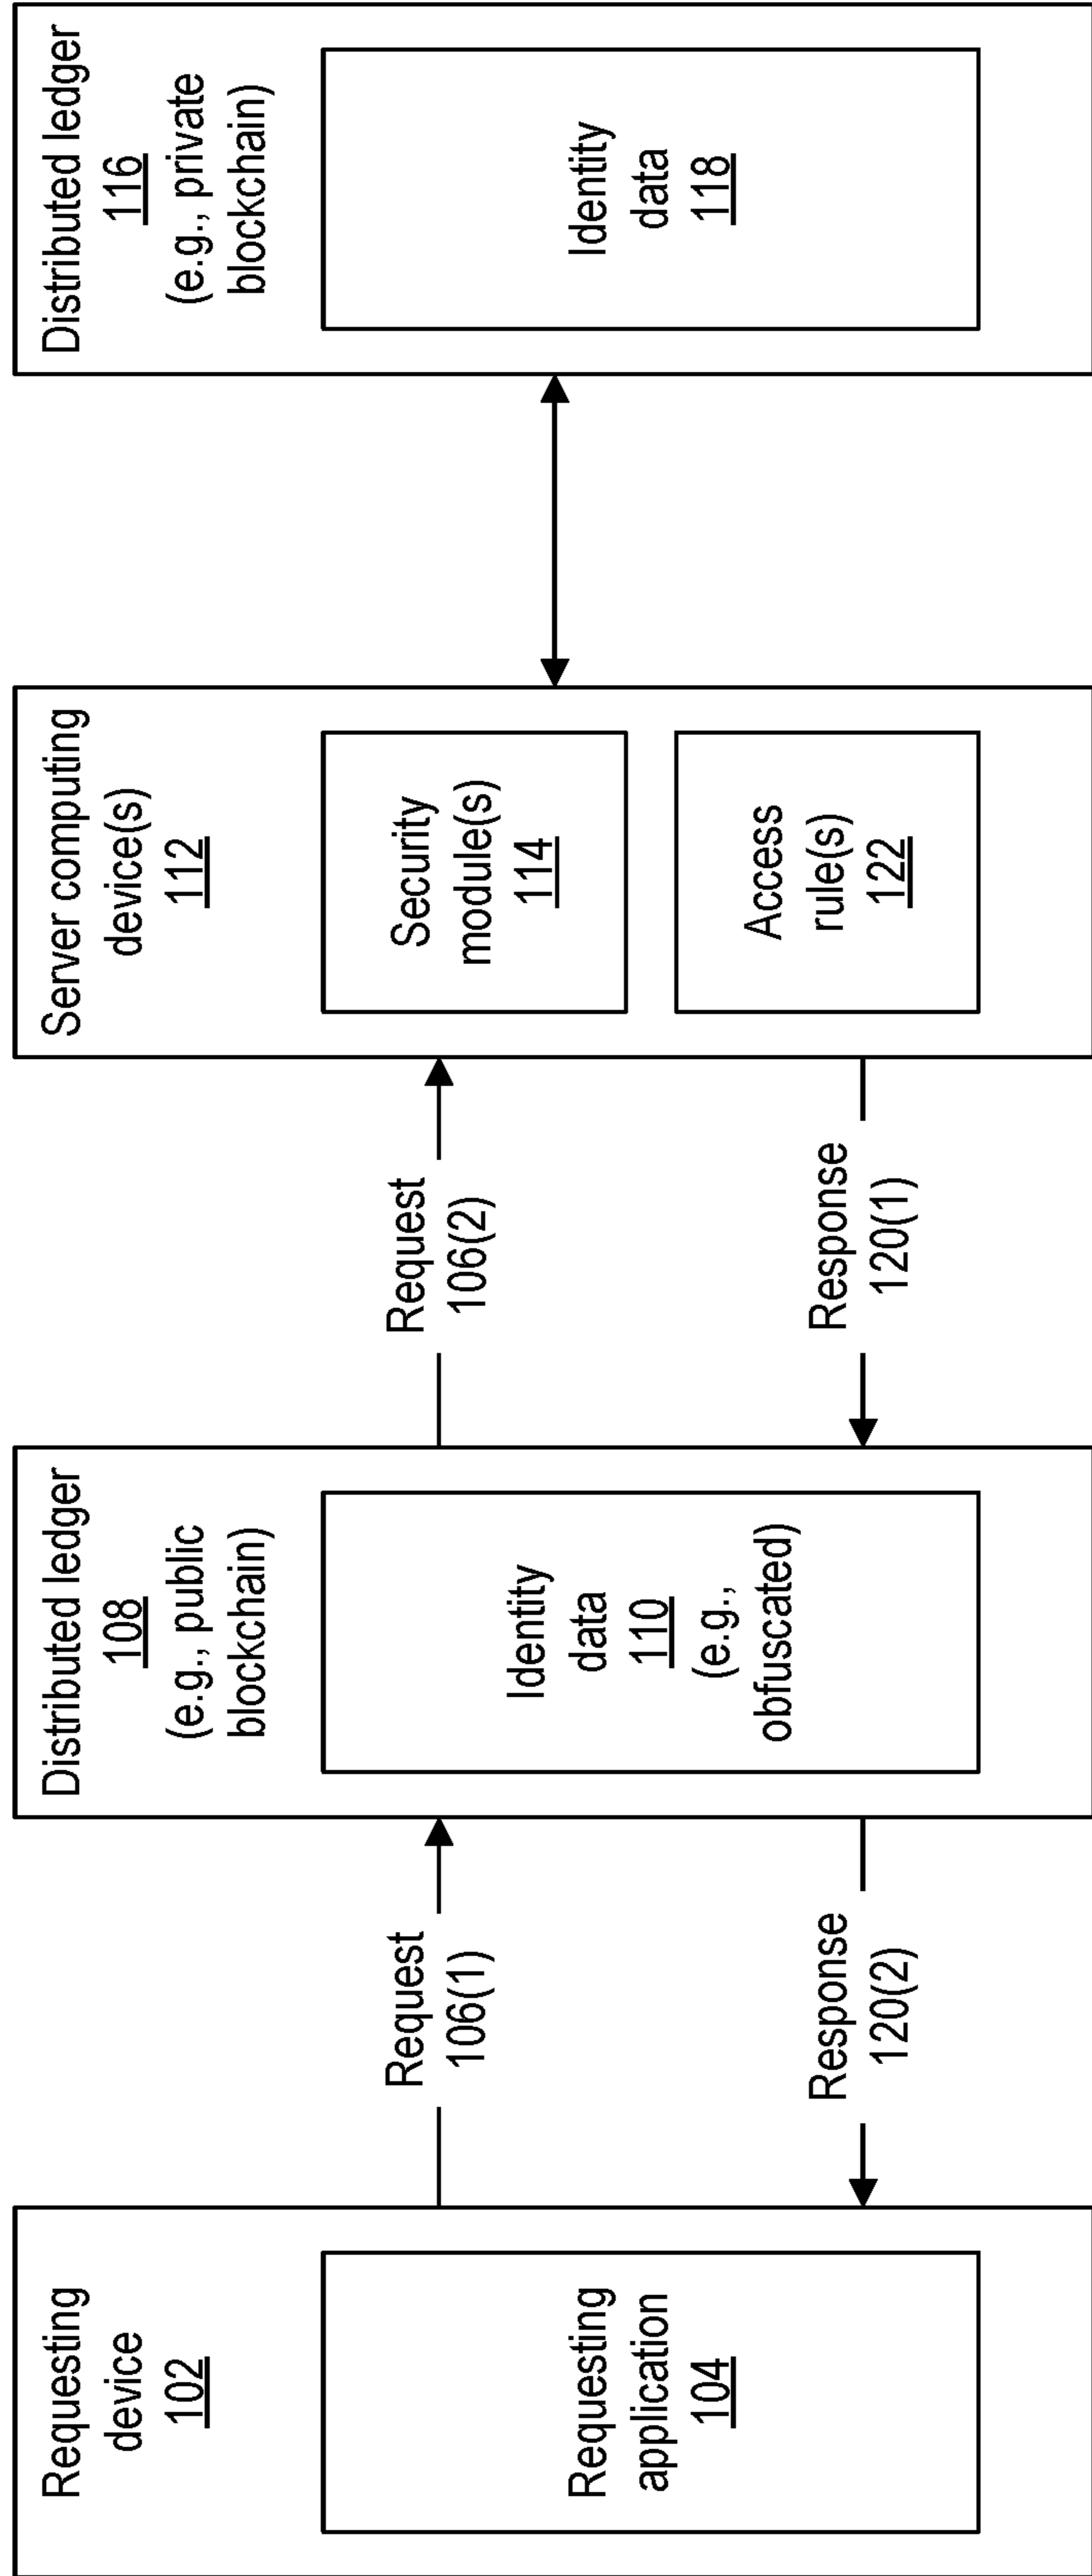 Requesting
device
102
Requesting
application
104
Request
106(1)
Response
120(2)
Distributed ledger
108
(e.g., public
blockchain)
Identity
data
110
(e.g.,
obfuscated)
Request
106(2)
Response
120(1)
Server computing
device(s)
112
Security
module(s)
114
Access
rule(s)
122
Distributed ledger
116
(e.g., private
blockchain)
Identity
data
118